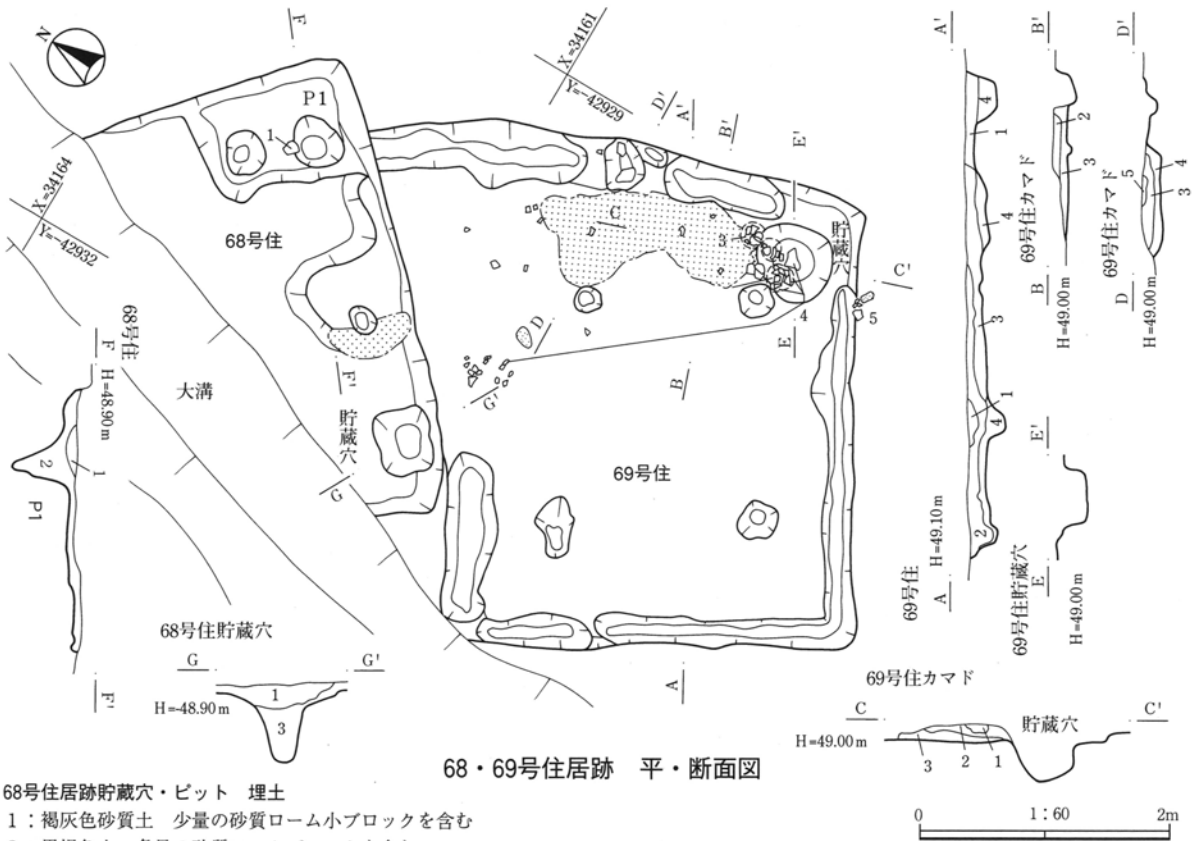 N
F
P1
1
X=34161
Y=-42929
D'
A'
B'
E'
X=34164
Y=-42932
68号住
C
3
貯蔵穴
C'
4
5
D
E
G'
B
F'
貯蔵穴
G
大溝
69号住
A
68号住
F
H=48.90m
2
1
P1
F'
68号住貯蔵穴
G
G'
H=-48.90m
1
3
A'
4
1
4
3
1
4
2
H=49.10m
69号住
A
B'
2
3
69号住カマド
B
H=49.00m
D'
4
3
5
69号住カマド
D
H=49.00m
E'
69号住貯蔵穴
E
H=49.00m
69号住カマド
C
C'
貯蔵穴
H=49.00m
3
2
1
68・69号住居跡 平・断面図
0
1:60
2m
68号住居跡貯蔵穴・ピット 埋土
1：褐灰色砂質土 少量の砂質ローム小ブロックを含む